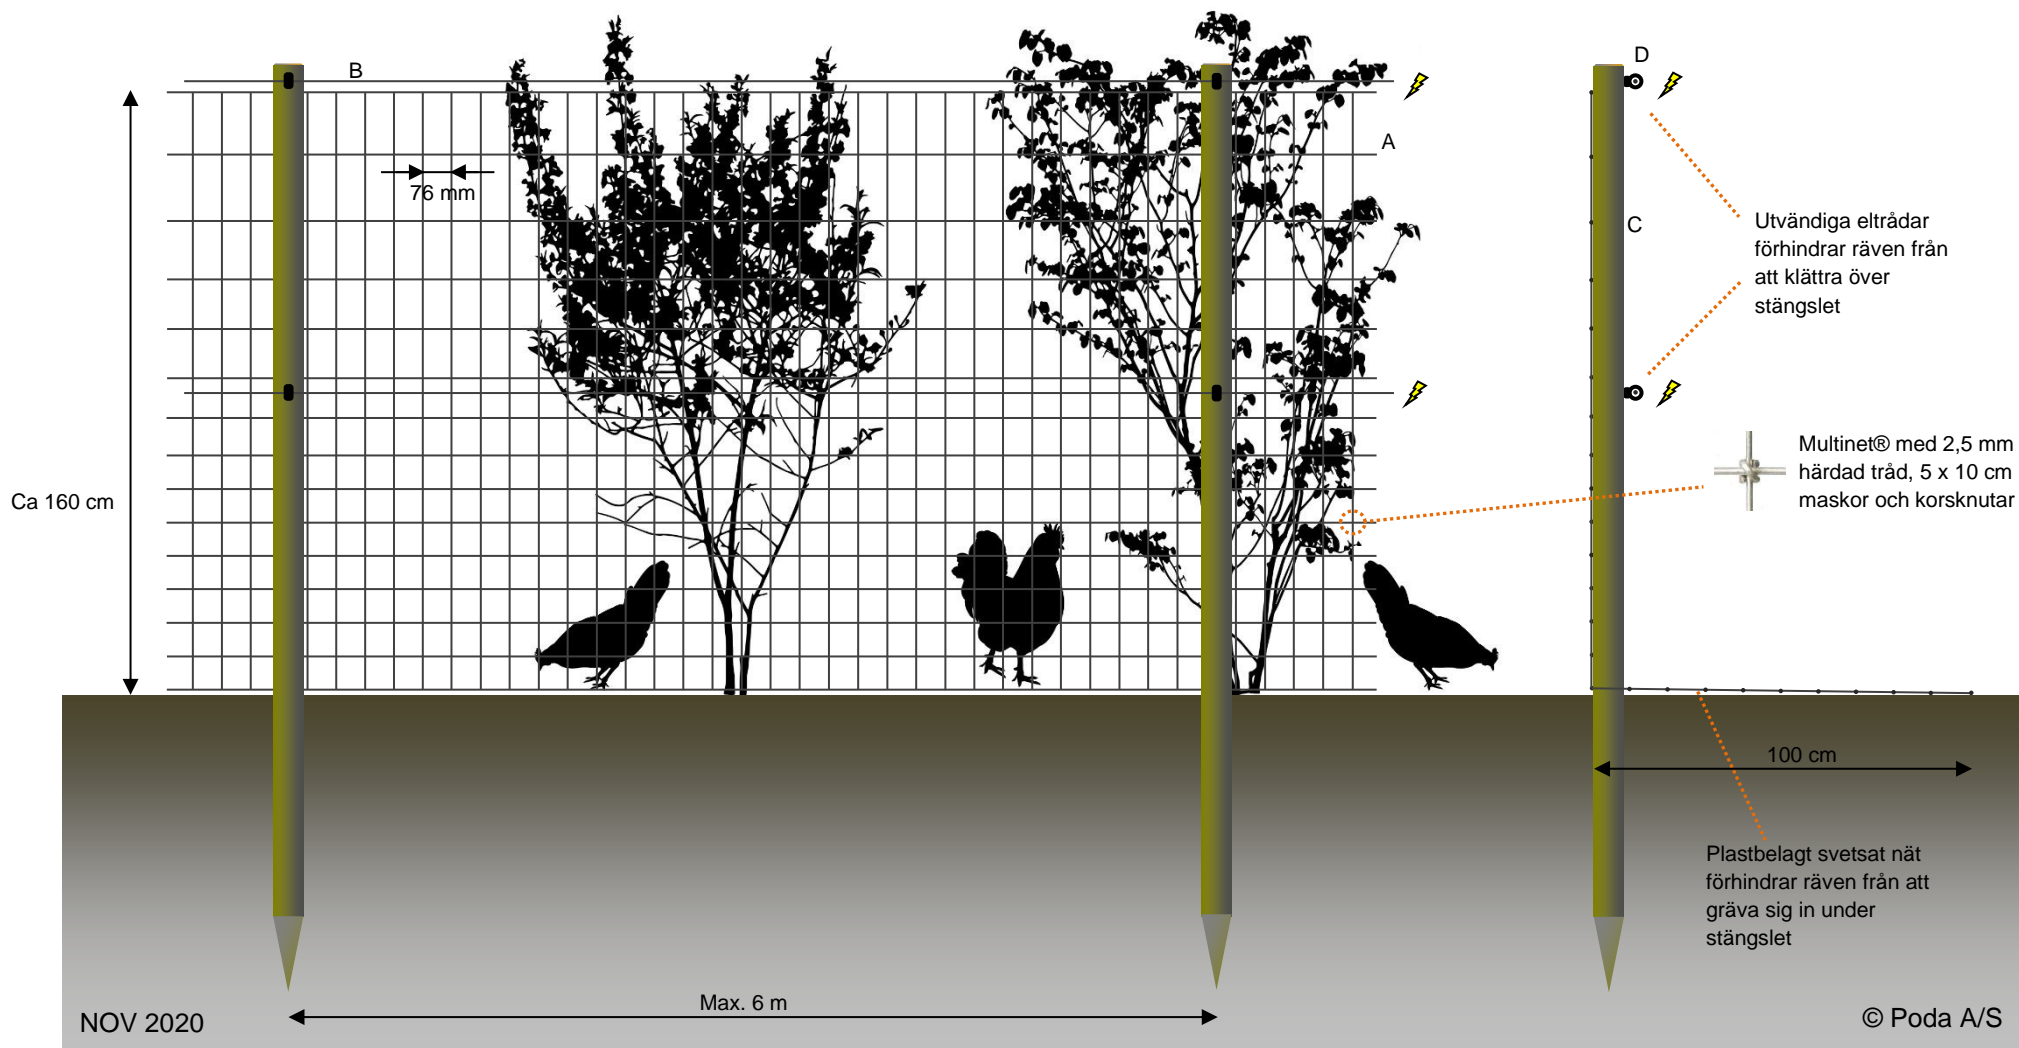 B
D
A
76 mm
C
Utvändiga eltrådar
förhindrar räven från
att klättra över
stängslet
Ca 160 cm
Multinet® med 2,5 mm
härdad tråd, 5 x 10 cm
maskor och korsknutar
100 cm
Plastbelagt svetsat nät
förhindrar räven från att
gräva sig in under
stängslet
Max. 6 m
NOV 2020
© Poda A/S